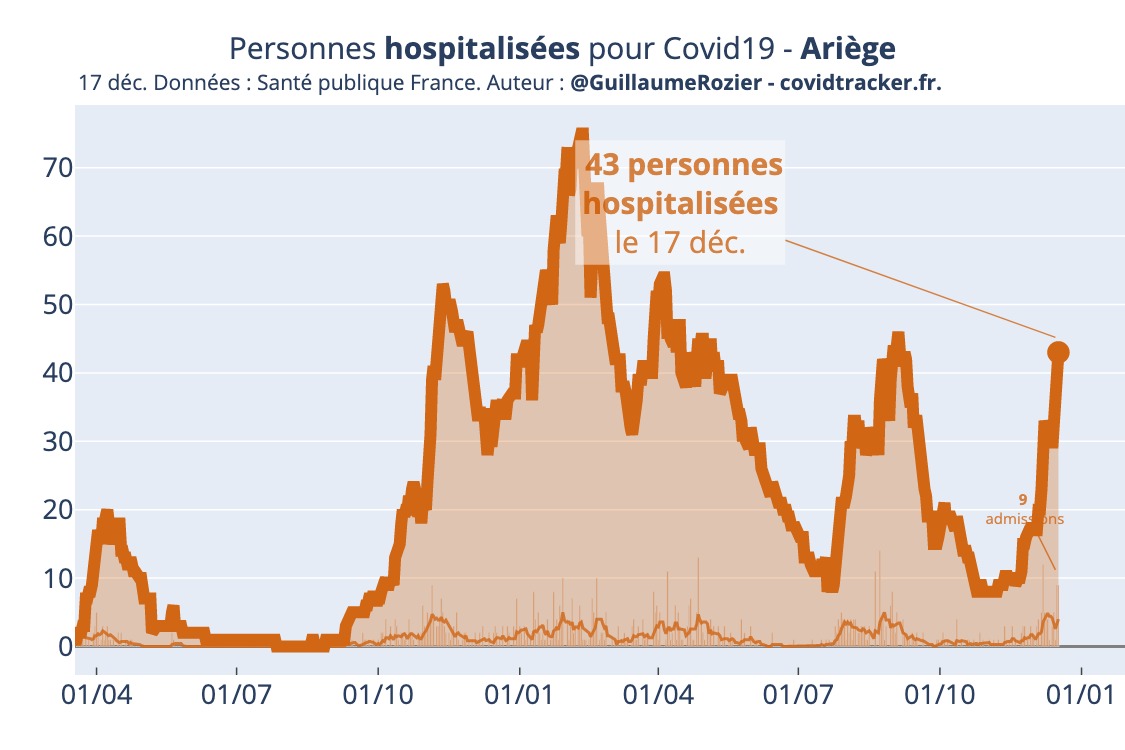 Personnes hospitalisées pour Covid19 - Ariège
17 déc. Données : Santé publique France. Auteur : @GuillaumeRozier - covidtracker.fr.
70
60
50
40
30
20
10
0
43 personnes
hospitalisées
le 17 déc.
9
admissions
01/04
01/07
01/10
01/01
01/04
01/07
01/10
01/01